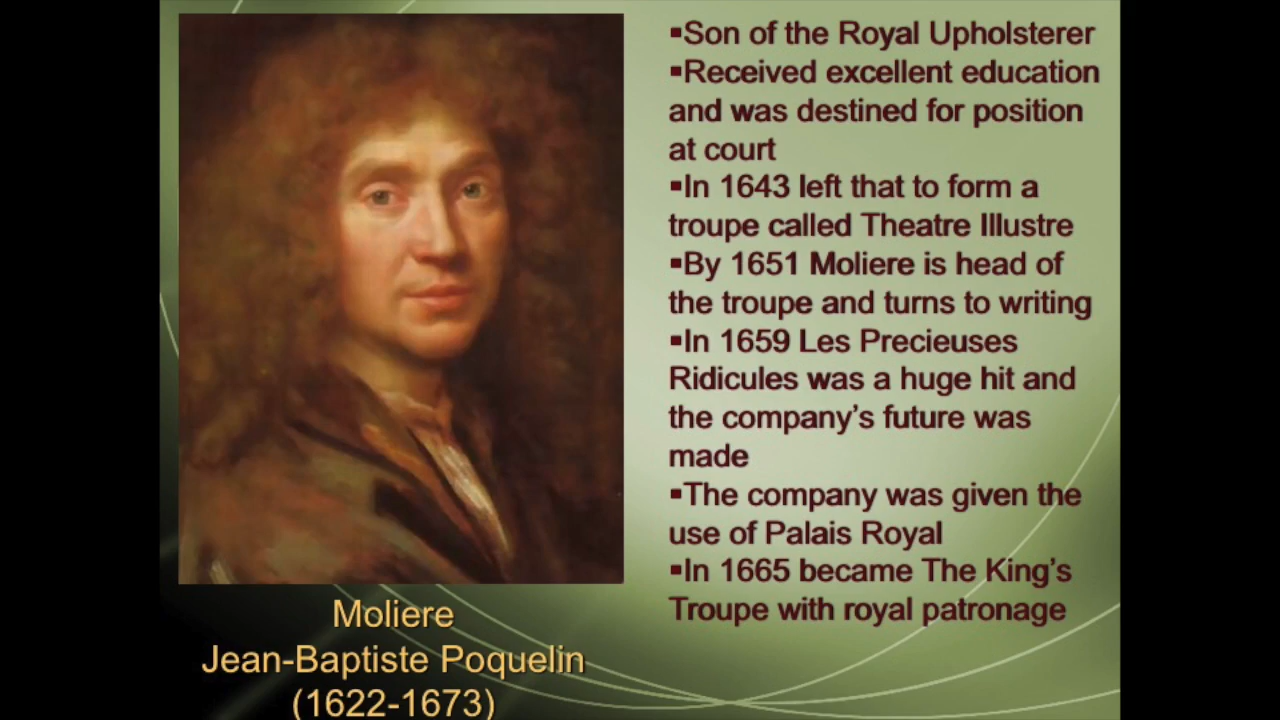 ▪Son of the Royal Upholsterer
▪Received excellent education
and was destined for position
at court
▪In 1643 left that to form a
troupe called Theatre Illustre
▪By 1651 Moliere is head of
the troupe and turns to writing
▪In 1659 Les Precieuses
Ridicules was a huge hit and
the company’s future was
made
▪The company was given the
use of Palais Royal
▪In 1665 became The King’s
Troupe with royal patronage
Moliere
Jean-Baptiste Poquelin
(1622-1673)